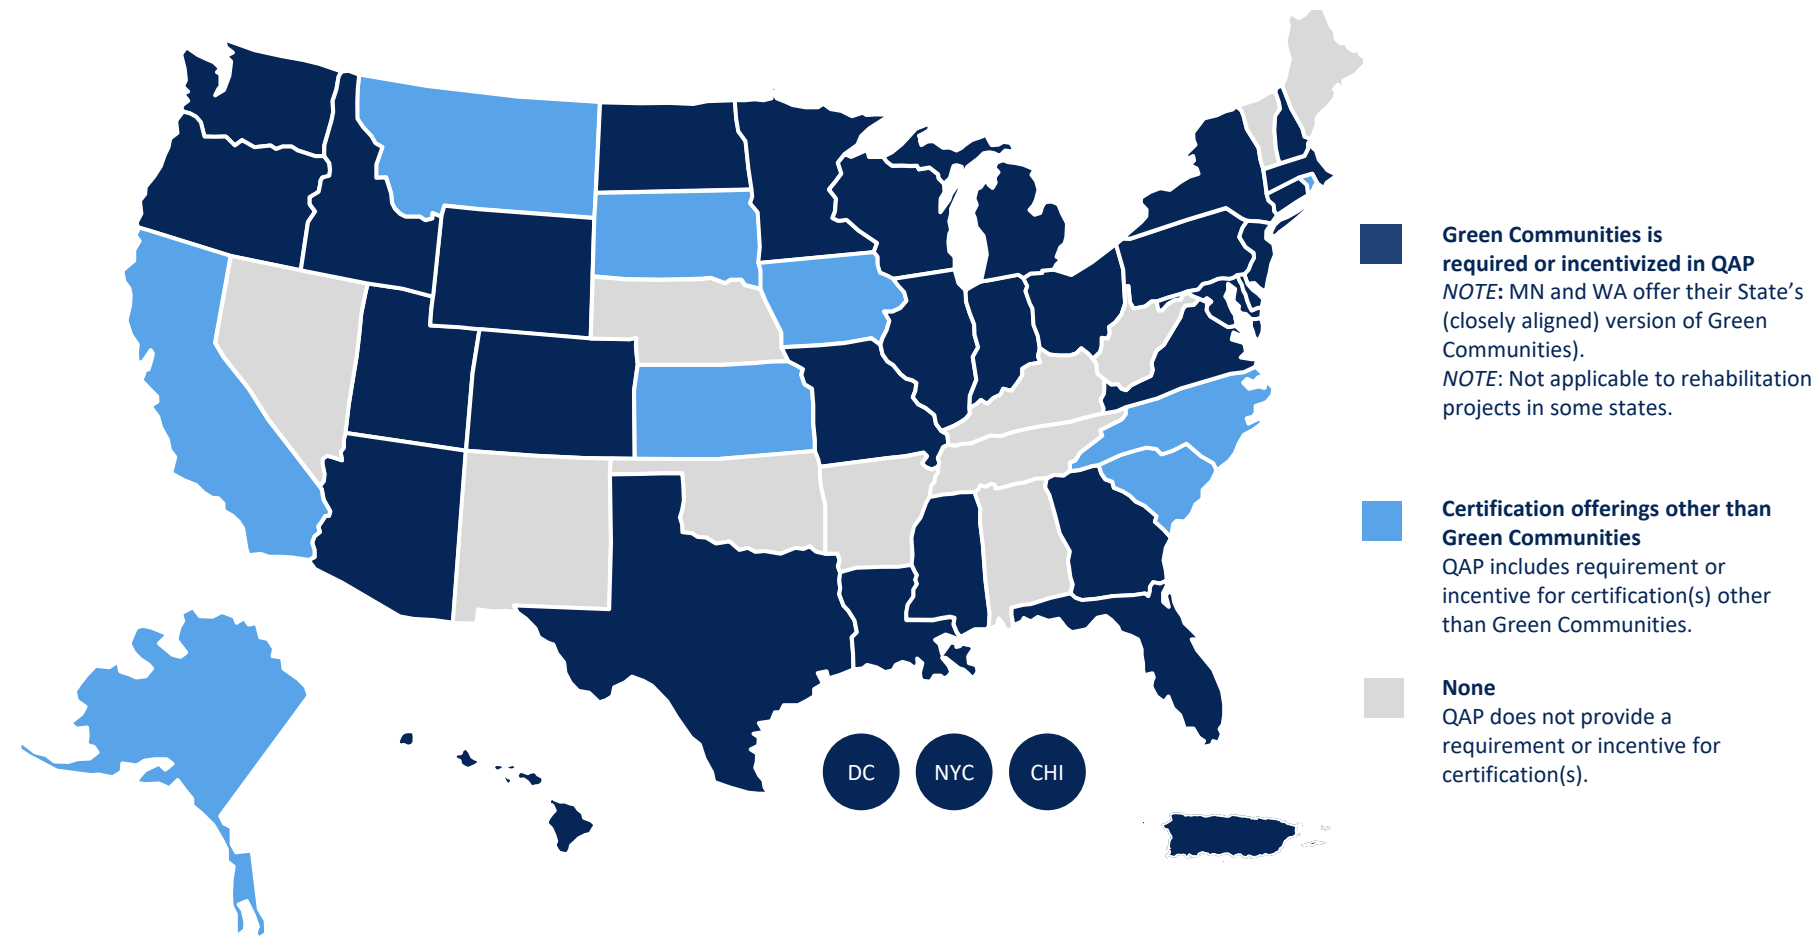 Green Communities is
required or incentivized in QAP
NOTE: MN and WA offer their State’s
(closely aligned) version of Green
Communities).
NOTE: Not applicable to rehabilitation
projects in some states.
Certification offerings other than
Green Communities
QAP includes requirement or
incentive for certification(s) other
than Green Communities.
None
QAP does not provide a
requirement or incentive for
certification(s).
DC
NYC
CHI